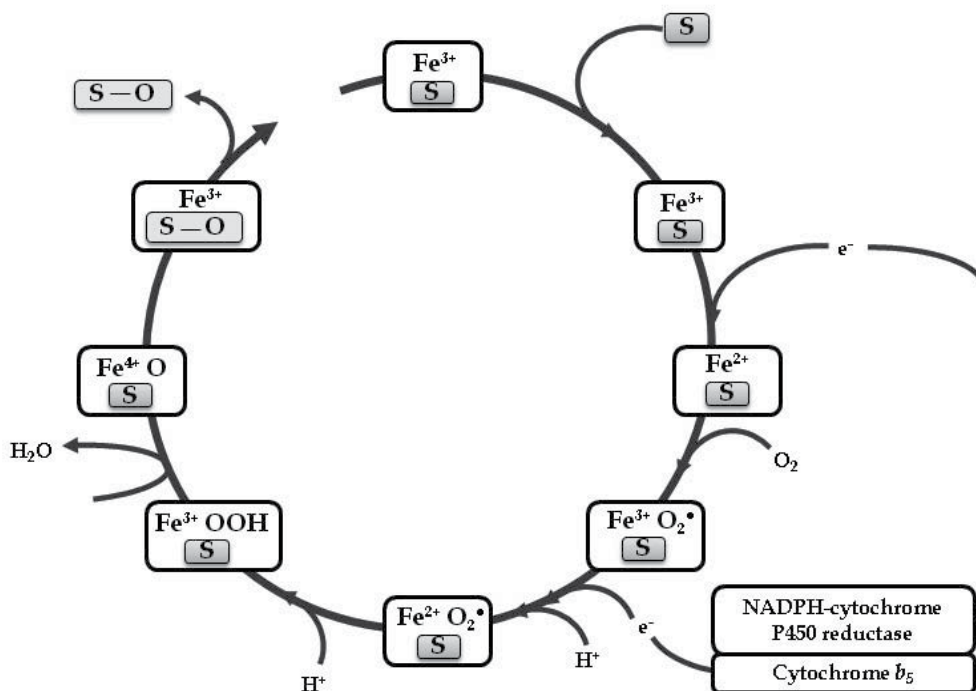 S
Fe³⁺
S
S — O
Fe³⁺
S — O
Fe³⁺
S
e⁻
Fe⁴⁺ O
S
Fe²⁺
S
H₂O
O₂
Fe³⁺ OOH
S
Fe³⁺ O₂•
S
Fe²⁺ O₂•
S
H⁺
H⁺
e⁻
NADPH-cytochrome
P450 reductase
Cytochrome b₅